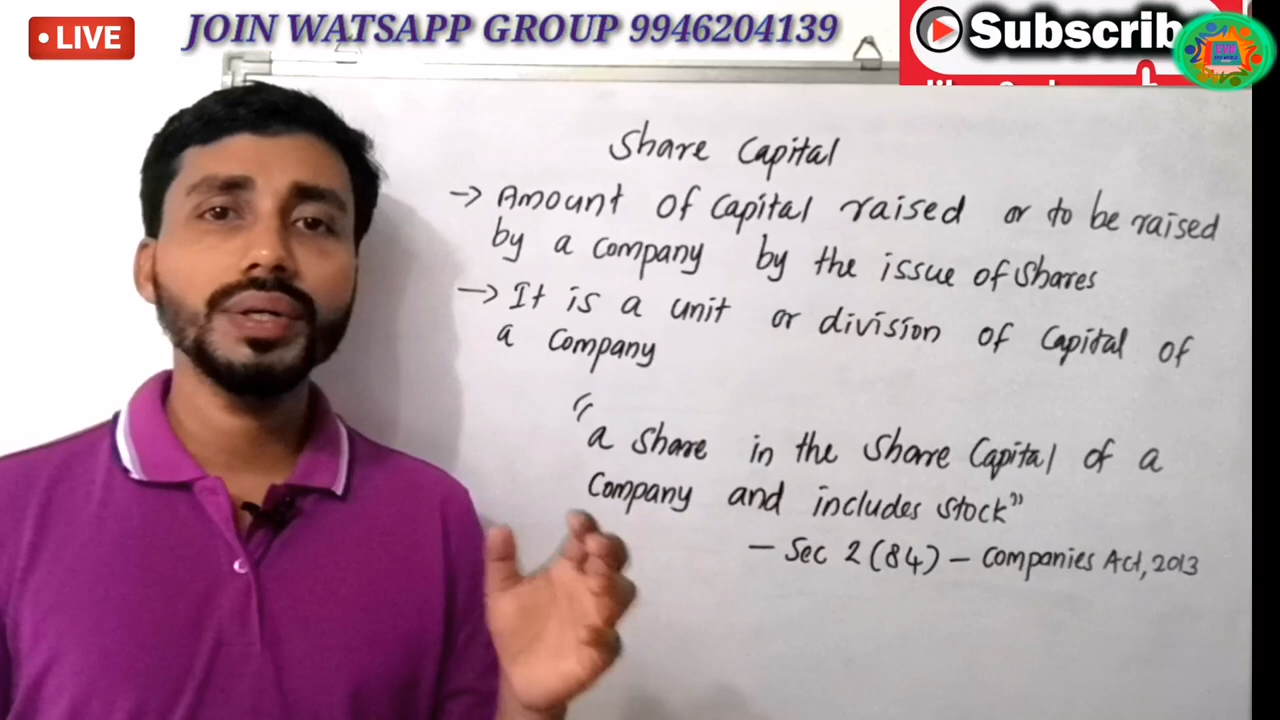 • LIVE
JOIN WATSAPP GROUP 9946204139
Subscrib
Share Capital
→ Amount of Capital raised or to be raised
by a company by the issue of Shares
→ It is a unit or division of Capital of
a Company
"a Share in the Share Capital of a
Company and includes stock"
– Sec 2(84) – Companies Act, 2013